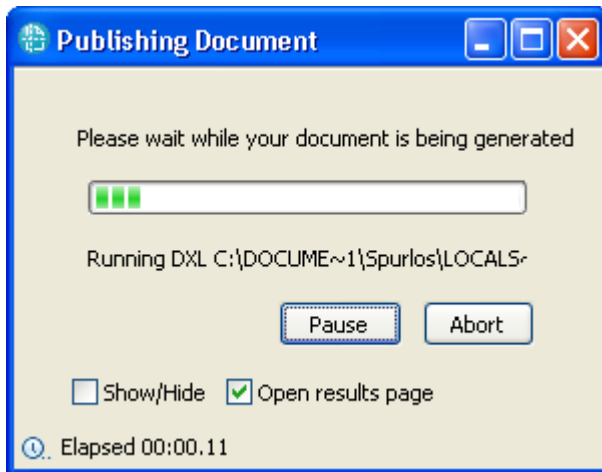 Publishing Document
Please wait while your document is being generated
Running DXL C:\DOCUME~1\Spurlos\LOCALS
Pause Abort
Show/Hide Open results page
Elapsed 00:00.11